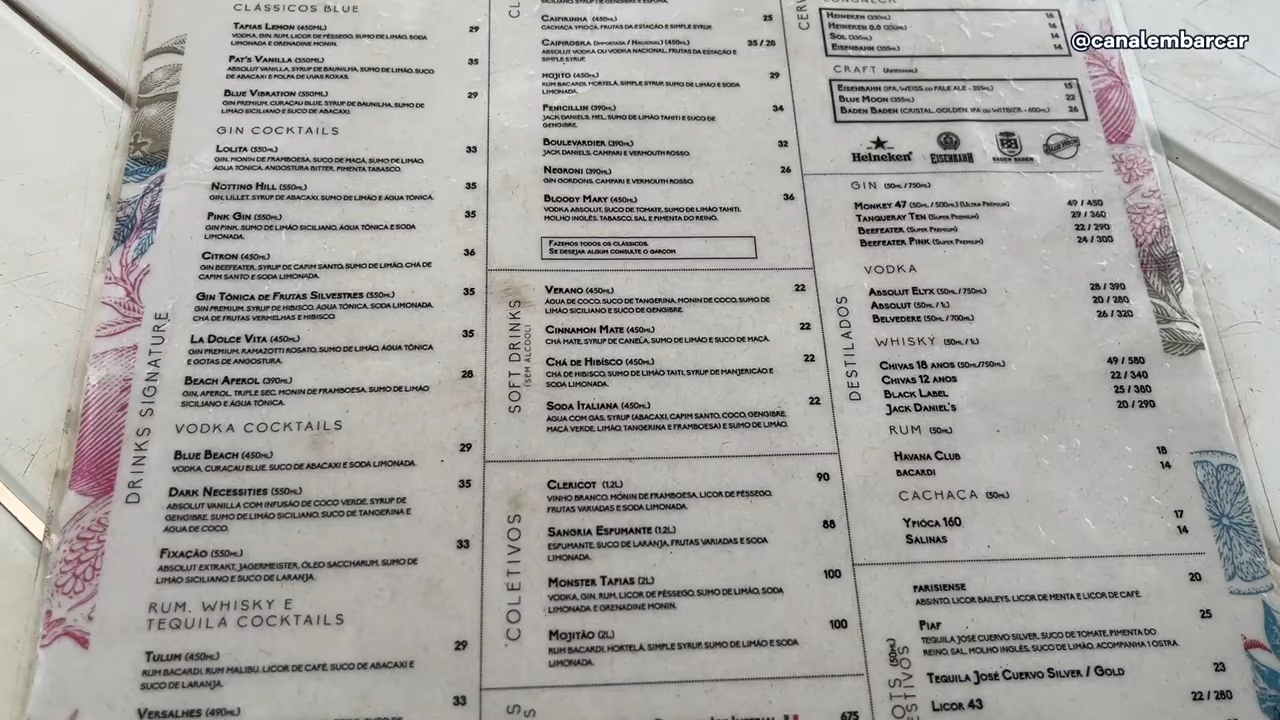 @canalembarcar
DRINKS SIGNATURE
CLÁSSICOS BLUE
TAPIAS LEMON (450ML) 29
VODKA, GIN, RUM, LICOR DE PÊSSEGO, SUMO DE LIMÃO, SODA
LIMONADA E GRENADINE MONIN.
PAT'S VANILLA (550ML) 35
ABSOLUT VANILLA, SYRUP DE BAUNILHA, SUMO DE LIMÃO, SUCO
DE ABACAXI E POLPA DE UVAS ROXAS.
BLUE VIBRATION (550ML) 29
GIN PREMIUM, CURAÇAU BLUE, SYRUP DE BAUNILHA, SUMO DE
LIMÃO SICILIANO E SUCO DE ABACAXI.
GIN COCKTAILS
LOLITA (550ML) 33
GIN, MONIN DE FRAMBOESA, SUCO DE MAÇÃ, SUMO DE LIMÃO,
ÁGUA TÔNICA, ANGOSTURA BITTER, PIMENTA TABASCO.
NOTTING HILL (550ML) 35
GIN, LILLET, SYRUP DE ABACAXI, SUMO DE LIMÃO E ÁGUA TÔNICA.
PINK GIN (550ML) 35
GIN PINK, SUMO DE LIMÃO SICILIANO, ÁGUA TÔNICA E SODA
LIMONADA.
CITRON (450ML) 36
GIN BEEFEATER, SYRUP DE CAPIM SANTO, SUMO DE LIMÃO, CHÁ DE
CAPIM SANTO E SODA LIMONADA.
GIN TÔNICA DE FRUTAS SILVESTRES (550ML) 35
GIN PREMIUM, SYRUP DE HIBISCO, ÁGUA TÔNICA, SODA LIMONADA,
CHÁ DE FRUTAS VERMELHAS E HIBISCO.
LA DOLCE VITA (450ML) 35
GIN PREMIUM, RAMAZOTTI ROSATO, SUMO DE LIMÃO, ÁGUA TÔNICA
E GOTAS DE ANGOSTURA.
BEACH APEROL (390ML) 28
GIN, APEROL, TRIPLE SEC, MONIN DE FRAMBOESA, SUMO DE LIMÃO
SICILIANO E ÁGUA TÔNICA.
VODKA COCKTAILS
BLUE BEACH (450ML) 29
VODKA, CURAÇAU BLUE, SUCO DE ABACAXI E SODA LIMONADA.
DARK NECESSITIES (550ML) 35
ABSOLUT VANILLA COM INFUSÃO DE COCO VERDE, SYRUP DE
GENGIBRE, SUMO DE LIMÃO SICILIANO, SUCO DE TANGERINA E
ÁGUA DE COCO.
FIXAÇÃO (550ML) 33
ABSOLUT EXTRAKT, JAGERMEISTER, ÓLEO SACCHARUM, SUMO DE
LIMÃO SICILIANO E SUCO DE LARANJA.
RUM, WHISKY E
TEQUILA COCKTAILS
TULUM (450ML) 29
RUM BACARDI, RUM MALIBU, LICOR DE CAFÉ, SUCO DE ABACAXI E
SUCO DE LARANJA.
VERSALHES (490ML) 33
CAIPIRINHA (450ML) 25
CACHAÇA YPIOCA, FRUTAS DA ESTAÇÃO E SIMPLE SYRUP.
CAIPIROSKA (IMPORTADA / NACIONAL) (450ML) 35 / 28
ABSOLUT VODKA OU VODKA NACIONAL, FRUTAS DA ESTAÇÃO E
SIMPLE SYRUP.
MOJITO (450ML) 29
RUM BACARDI, HORTELÃ, SIMPLE SYRUP, SUMO DE LIMÃO E SODA
LIMONADA.
PENICILLIN (390ML) 34
JACK DANIELS, MEL, SUMO DE LIMÃO TAHITI E SUCO DE
GENGIBRE.
BOULEVARDIER (390ML) 32
JACK DANIELS, CAMPARI E VERMOUTH ROSSO.
NEGRONI (390ML) 26
GIN GORDONS, CAMPARI E VERMOUTH ROSSO.
BLOODY MARY (450ML) 36
VODKA ABSOLUT, SUCO DE TOMATE, SUMO DE LIMÃO TAHITI,
MOLHO INGLÊS, TABASCO, SAL E PIMENTA DO REINO.
FAZEMOS TODOS OS CLÁSSICOS.
SE DESEJAR ALGUM CONSULTE O GARÇOM
SOFT DRINKS
(SEM ÁLCOOL)
VERANO (450ML) 22
ÁGUA DE COCO, SUCO DE TANGERINA, MONIN DE COCO, SUMO DE
LIMÃO SICILIANO E SUCO DE GENGIBRE.
CINNAMON MATE (450ML) 22
CHÁ MATE, SYRUP DE CANELA, SUMO DE LIMÃO E SUCO DE MAÇÃ.
CHÁ DE HIBÍSCO (450ML) 22
CHÁ DE HIBISCO, SUMO DE LIMÃO TAITI, SYRUP DE MANJERICÃO E
SODA LIMONADA.
SODA ITALIANA (450ML) 22
ÁGUA COM GÁS, SYRUP (ABACAXI, CAPIM SANTO, COCO, GENGIBRE,
MAÇÃ VERDE, LIMÃO, TANGERINA E FRAMBOESA) E SUMO DE LIMÃO.
COLETIVOS
CLERICOT (1.2L) 90
VINHO BRANCO, MONIN DE FRAMBOESA, LICOR DE PÊSSEGO,
FRUTAS VARIADAS E SODA LIMONADA.
SANGRIA ESPUMANTE (1.2L) 88
ESPUMANTE, SUCO DE LARANJA, FRUTAS VARIADAS E SODA
LIMONADA.
MONSTER TAPIAS (2L) 100
VODKA, GIN, RUM, LICOR DE PÊSSEGO, SUMO DE LIMÃO, SODA
LIMONADA E GRENADINE MONIN.
MOJITÃO (2L) 100
RUM BACARDI, HORTELÃ, SIMPLE SYRUP, SUMO DE LIMÃO E SODA
LIMONADA.
675
LONGNECK
HEINEKEN (330ML) 16
HEINEKEN 0.0 (330ML) 16
SOL (330ML) 14
EISENBAHN (355ML) 14
CRAFT (ARTESANAL)
EISENBAHN (IPA, WEISS OU PALE ALE - 355ML) 15
BLUE MOON (355ML) 22
BADEN BADEN (CRISTAL, GOLDEN, IPA OU WITBIER - 600ML) 26
Heineken
EISENBAHN
BADEN BADEN
BLUE MOON
DESTILADOS
GIN (50ML / 750ML)
MONKEY 47 (50ML / 500ML) (ULTRA PREMIUM) 49 / 450
TANQUERAY TEN (SUPER PREMIUM) 29 / 360
BEEFEATER (SUPER PREMIUM) 22 / 290
BEEFEATER PINK (SUPER PREMIUM) 24 / 300
VODKA
ABSOLUT ELYX (50ML / 750ML) 28 / 390
ABSOLUT (50ML / 1L) 20 / 280
BELVEDERE (50ML / 700ML) 26 / 320
WHISKY (50ML / 1L)
CHIVAS 18 ANOS (50ML/750ML) 49 / 580
CHIVAS 12 ANOS 22 / 340
BLACK LABEL 25 / 380
JACK DANIEL'S 20 / 290
RUM (50ML)
HAVANA CLUB 18
BACARDI 14
CACHAÇA (50ML)
YPIÓCA 160 17
SALINAS 14
PARISIENSE 20
ABSINTO, LICOR BAILEYS, LICOR DE MENTA E LICOR DE CAFÉ.
PIAF 25
TEQUILA JOSÉ CUERVO SILVER, SUCO DE TOMATE, PIMENTA DO
REINO, SAL, MOLHO INGLÊS, SUCO DE LIMÃO, ACOMPANHA 1 OSTRA.
TEQUILA JOSÉ CUERVO SILVER / GOLD 23
LICOR 43 22 / 280